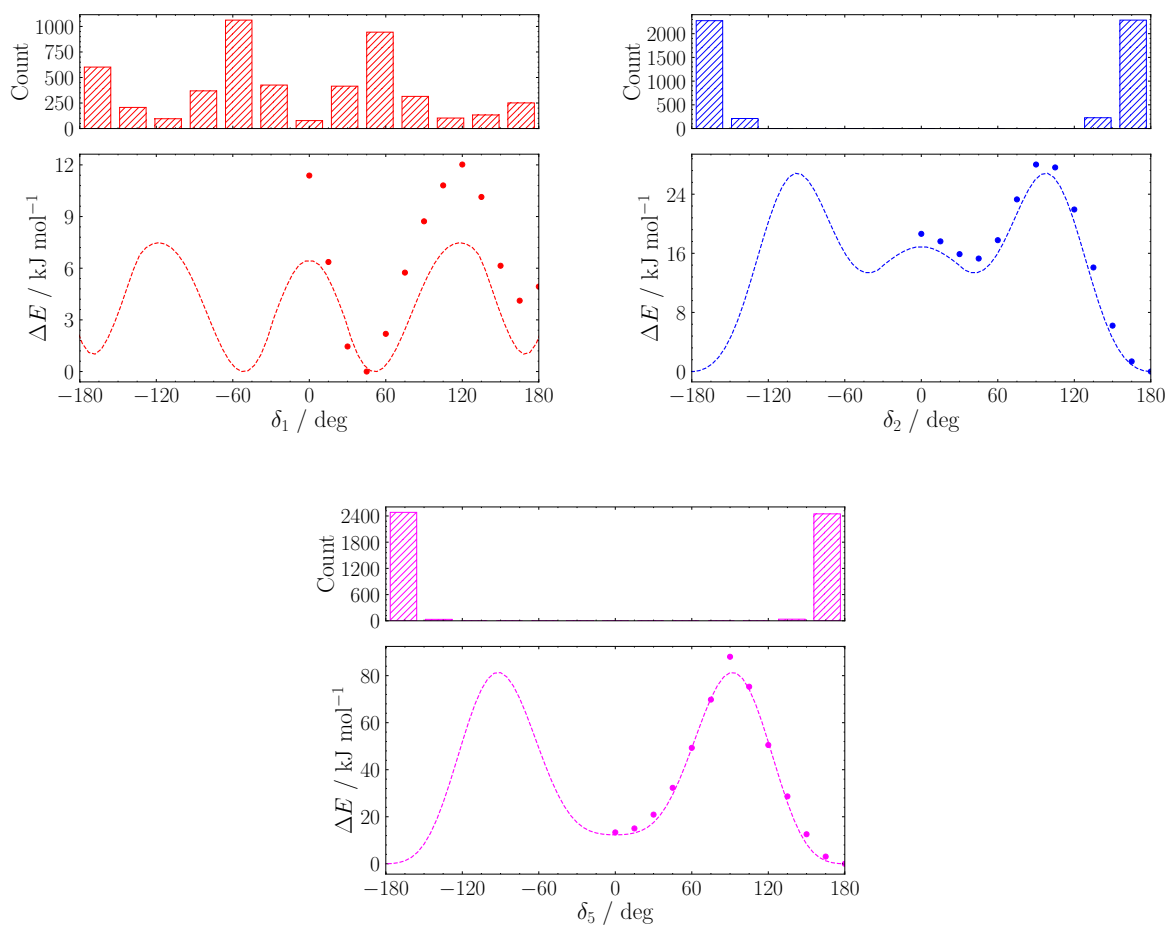 1000
750
500
250
0
Count
12
9
6
3
0
ΔE / kJ mol⁻¹
−180 −120 −60 0 60 120 180
δ₁ / deg
2000
1500
1000
500
0
Count
24
16
8
0
ΔE / kJ mol⁻¹
−180 −120 −60 0 60 120 180
δ₂ / deg
2400
1800
1200
600
0
Count
80
60
40
20
0
ΔE / kJ mol⁻¹
−180 −120 −60 0 60 120 180
δ₅ / deg